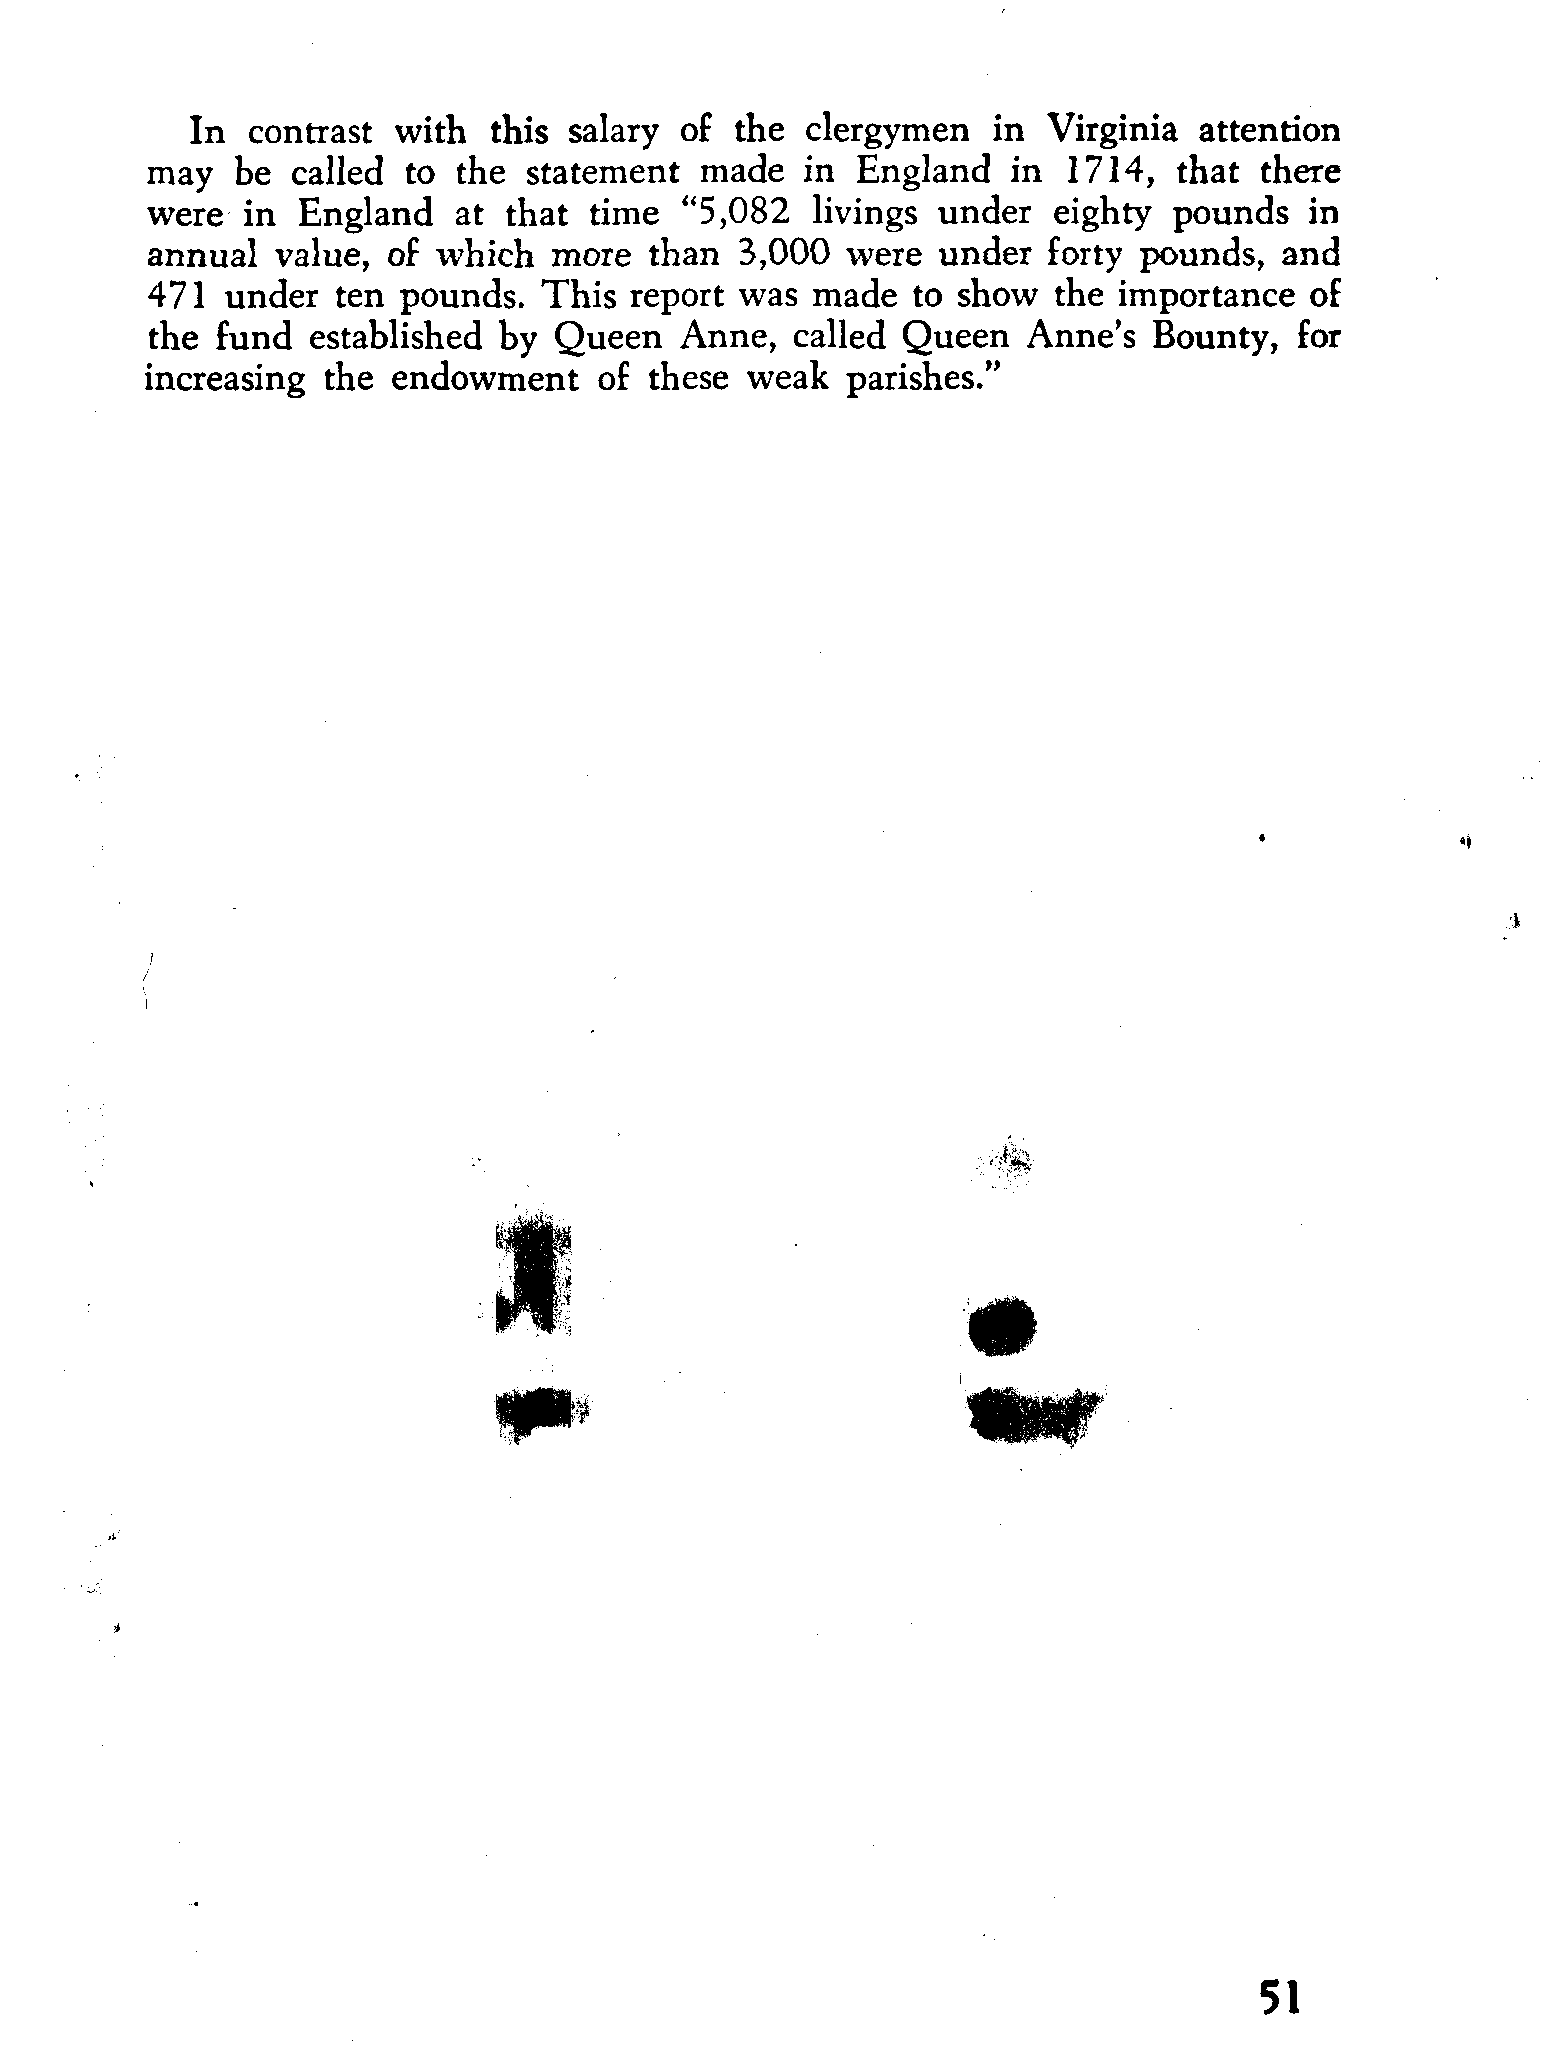 In contrast with this salary of the clergymen in Virginia attention
may be called to the statement made in England in 1714, that there
were in England at that time “5,082 livings under eighty pounds in
annual value, of which more than 3,000 were under forty pounds, and
471 under ten pounds. This report was made to show the importance of
the fund established by Queen Anne, called Queen Anne’s Bounty, for
increasing the endowment of these weak parishes.”
51